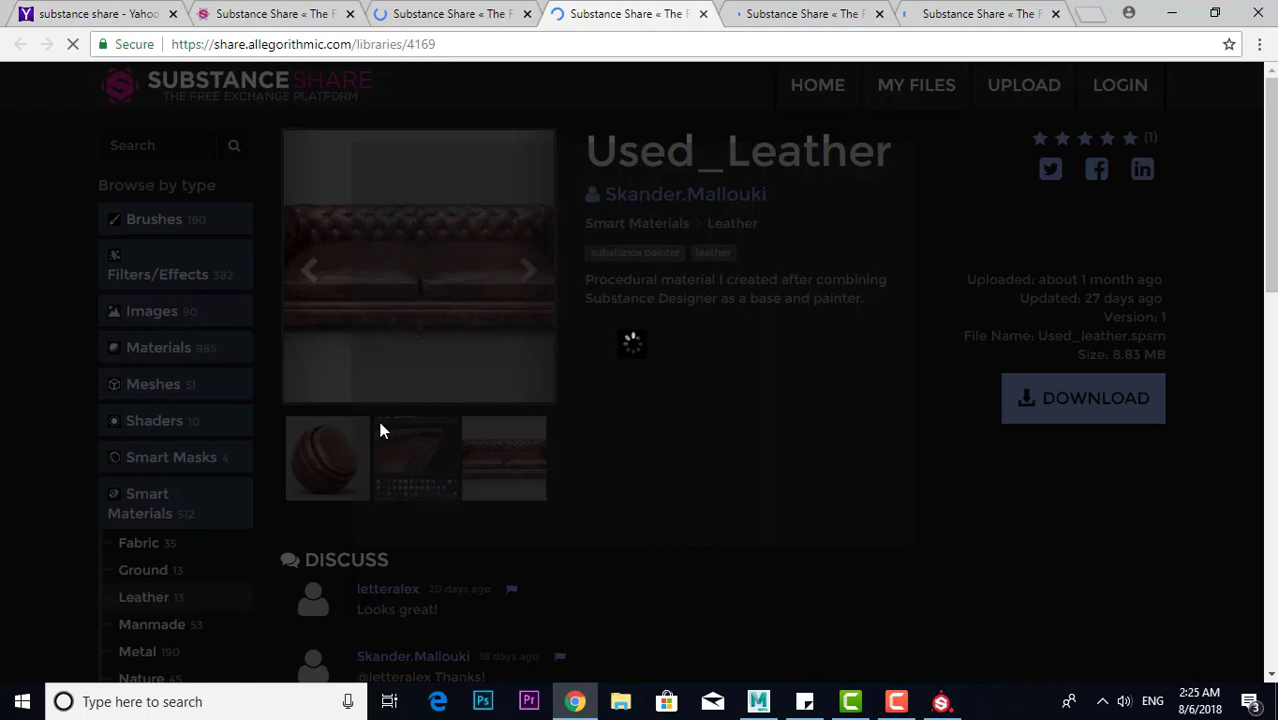 substance share - Yahoo
Substance Share « The F
Substance Share « The F
Substance Share « The F
Substance Share « The F
Substance Share « The F
Secure
https://share.allegorithmic.com/libraries/4169
SUBSTANCE SHARE
THE FREE EXCHANGE PLATFORM
HOME
MY FILES
UPLOAD
LOGIN
Search
Browse by type
Brushes 190
Filters/Effects 382
Images 90
Materials 985
Meshes 51
Shaders 10
Smart Masks 4
Smart
Materials 512
Fabric 35
Ground 13
Leather 13
Manmade 53
Metal 190
Nature 45
Used_Leather
Skander.Mallouki
Smart Materials
Leather
substance painter
leather
Procedural material I created after combining
Substance Designer as a base and painter.
(1)
Uploaded: about 1 month ago
Updated: 27 days ago
Version: 1
File Name: Used_leather.spsm
Size: 8.83 MB
DOWNLOAD
DISCUSS
letteralex 20 days ago
Looks great!
Skander.Mallouki 18 days ago
@letteralex Thanks!
Type here to search
Ps
Pr
M
ENG
2:25 AM
8/6/2018
3